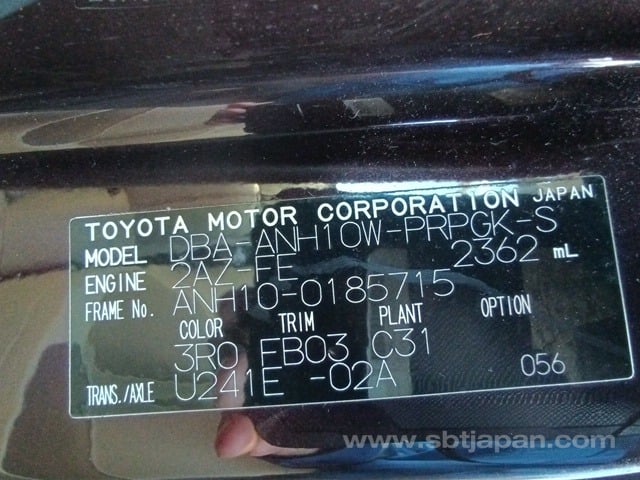 TOYOTA MOTOR CORPORATION JAPAN
MODEL DBA-ANH10W-PRPGK-S
ENGINE 2AZ-FE 2362 mL
FRAME No. ANH10-0185715
COLOR TRIM PLANT OPTION
3R0 FB03 C31
TRANS./AXLE U241E -02A 056
www.sbtjapan.com